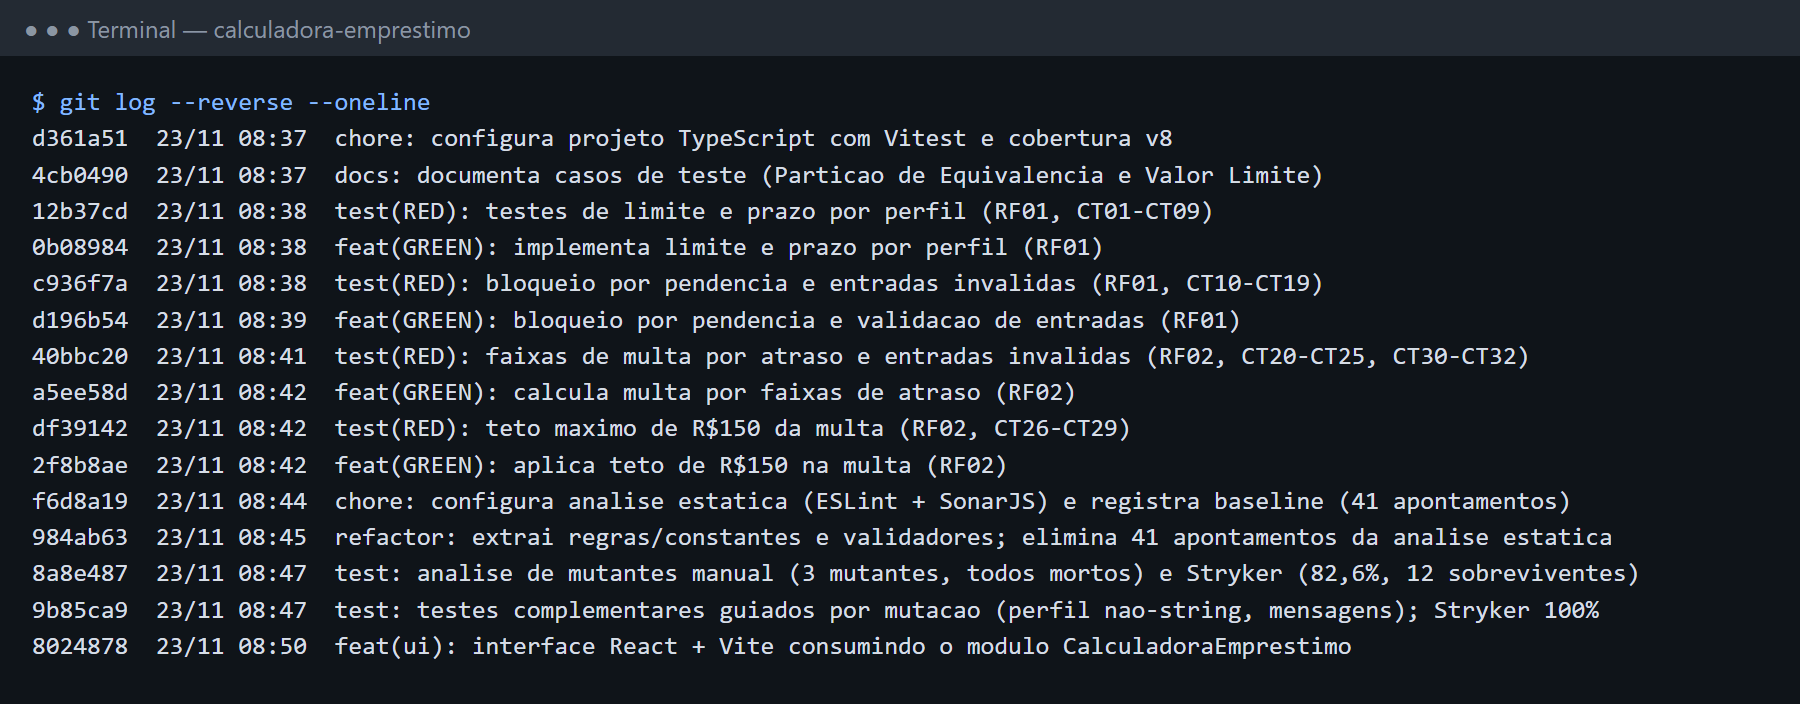 ● ● ● Terminal — calculadora-emprestimo
$ git log --reverse --oneline
d361a51  23/11 08:37  chore: configura projeto TypeScript com Vitest e cobertura v8
4cb0490  23/11 08:37  docs: documenta casos de teste (Particao de Equivalencia e Valor Limite)
12b37cd  23/11 08:38  test(RED): testes de limite e prazo por perfil (RF01, CT01-CT09)
0b08984  23/11 08:38  feat(GREEN): implementa limite e prazo por perfil (RF01)
c936f7a  23/11 08:38  test(RED): bloqueio por pendencia e entradas invalidas (RF01, CT10-CT19)
d196b54  23/11 08:39  feat(GREEN): bloqueio por pendencia e validacao de entradas (RF01)
40bbc20  23/11 08:41  test(RED): faixas de multa por atraso e entradas invalidas (RF02, CT20-CT25, CT30-CT32)
a5ee58d  23/11 08:42  feat(GREEN): calcula multa por faixas de atraso (RF02)
df39142  23/11 08:42  test(RED): teto maximo de R$150 da multa (RF02, CT26-CT29)
2f8b8ae  23/11 08:42  feat(GREEN): aplica teto de R$150 na multa (RF02)
f6d8a19  23/11 08:44  chore: configura analise estatica (ESLint + SonarJS) e registra baseline (41 apontamentos)
984ab63  23/11 08:45  refactor: extrai regras/constantes e validadores; elimina 41 apontamentos da analise estatica
8a8e487  23/11 08:47  test: analise de mutantes manual (3 mutantes, todos mortos) e Stryker (82,6%, 12 sobreviventes)
9b85ca9  23/11 08:47  test: testes complementares guiados por mutacao (perfil nao-string, mensagens); Stryker 100%
8024878  23/11 08:50  feat(ui): interface React + Vite consumindo o modulo CalculadoraEmprestimo